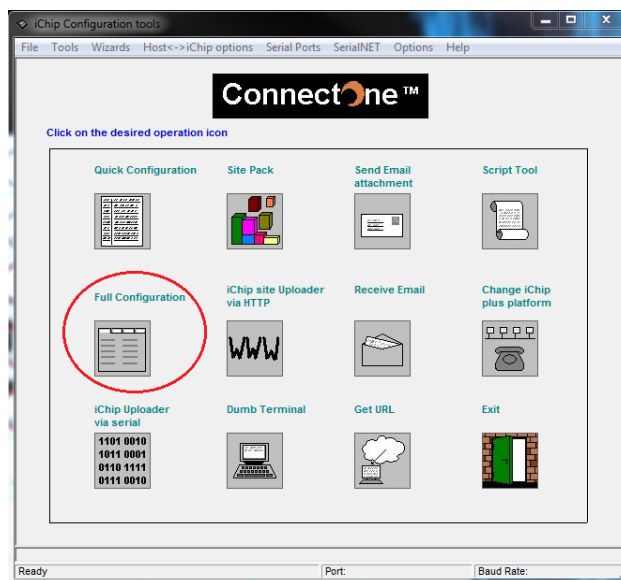 iChip Configuration tools
File Tools Wizards Host<->iChip options Serial Ports SerialNET Options Help
ConnectOne™
Click on the desired operation icon
Quick Configuration
Site Pack
Send Email
attachment
Script Tool
Full Configuration
iChip site Uploader
via HTTP
Receive Email
Change iChip
plus platform
WWW
iChip Uploader
via serial
Dumb Terminal
Get URL
Exit
1101 0010
1011 0001
0110 1111
0111 0010
Ready Port: Baud Rate: